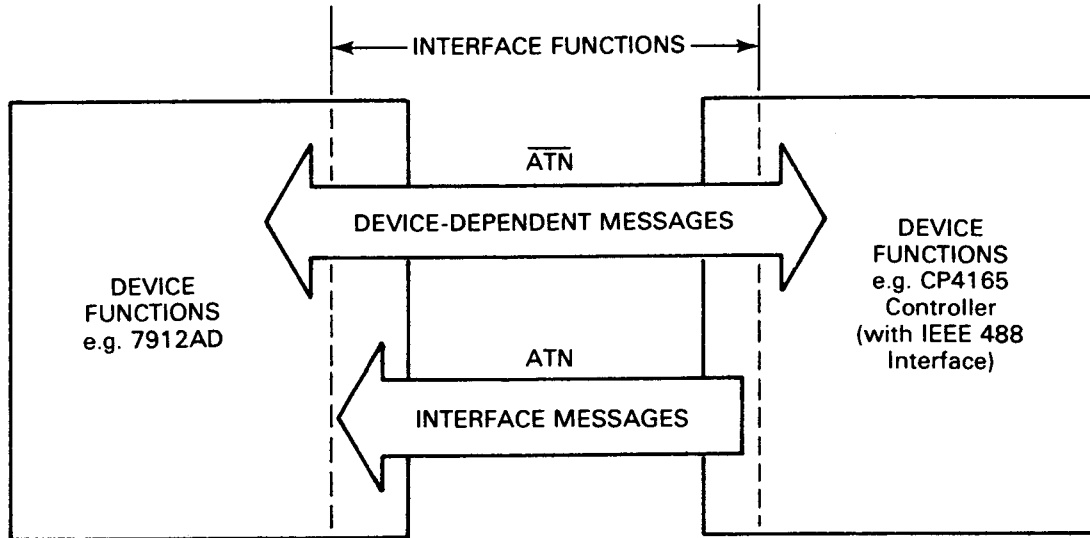 INTERFACE FUNCTIONS
A̅T̅N̅
DEVICE-DEPENDENT MESSAGES
DEVICE
FUNCTIONS
e.g. 7912AD
DEVICE
FUNCTIONS
e.g. CP4165
Controller
(with IEEE 488
Interface)
ATN
INTERFACE MESSAGES